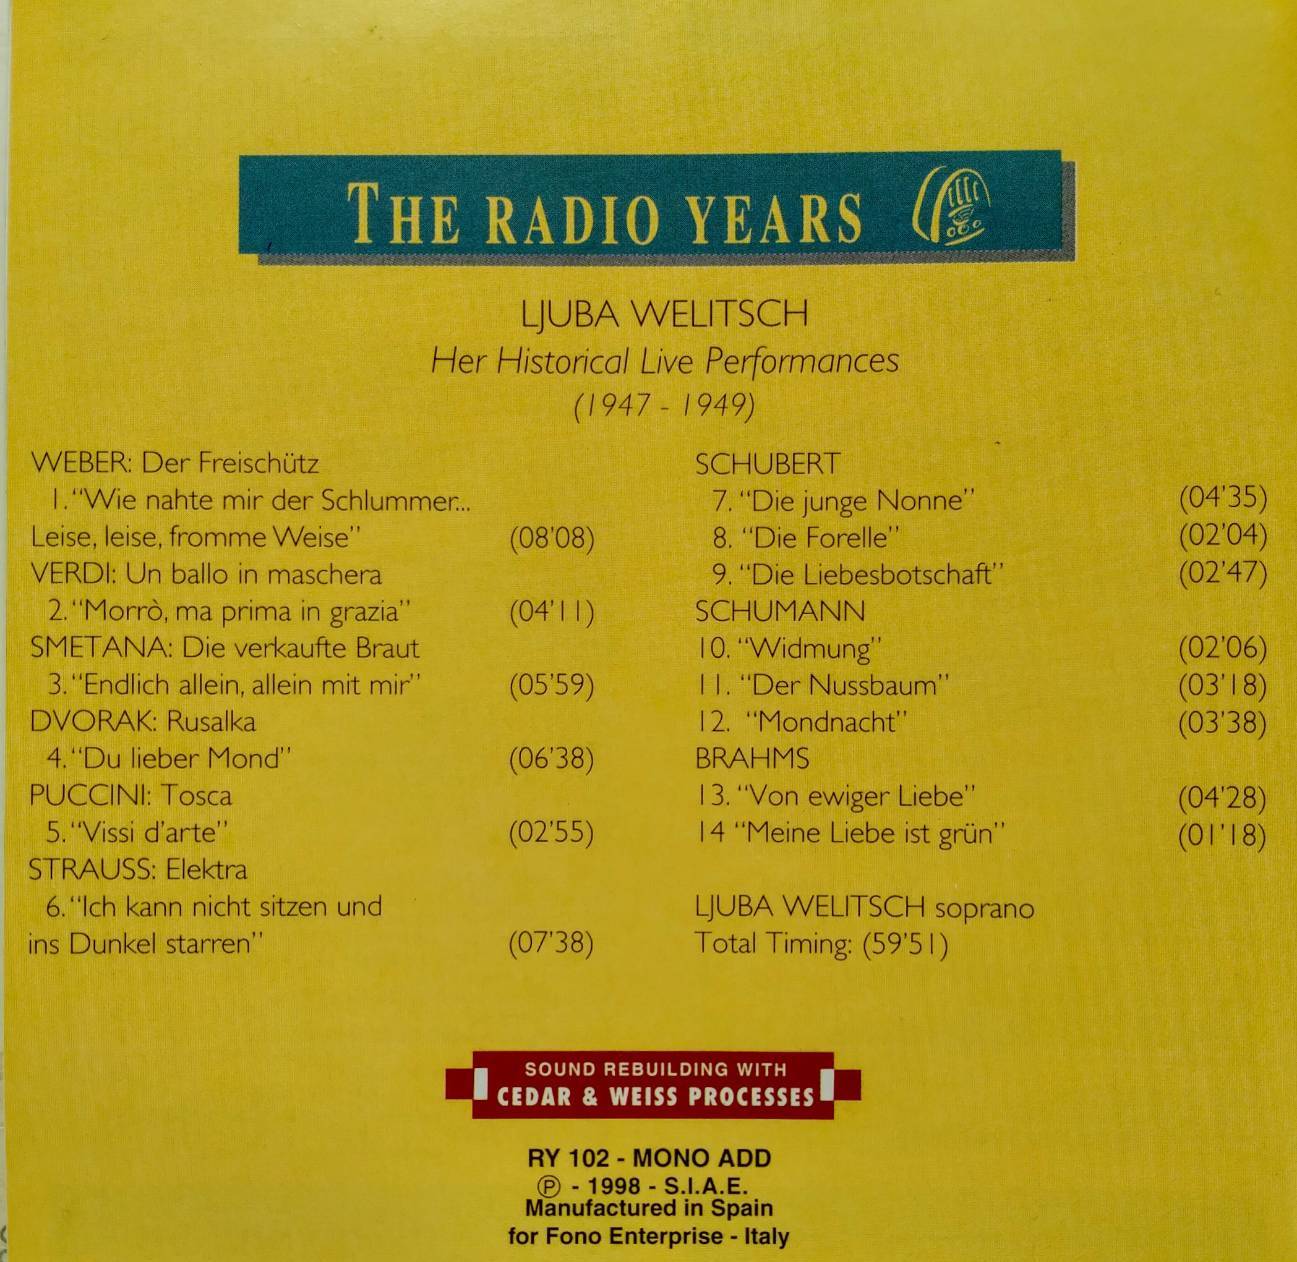 THE RADIO YEARS
LJUBA WELITSCH
Her Historical Live Performances
(1947 - 1949)
WEBER: Der Freischütz
1. “Wie nahte mir der Schlummer...
Leise, leise, fromme Weise” (08'08)
VERDI: Un ballo in maschera
2. “Morrò, ma prima in grazia” (04'11)
SMETANA: Die verkaufte Braut
3. “Endlich allein, allein mit mir” (05'59)
DVORAK: Rusalka
4. “Du lieber Mond” (06'38)
PUCCINI: Tosca
5. “Vissi d'arte” (02'55)
STRAUSS: Elektra
6. “Ich kann nicht sitzen und
ins Dunkel starren” (07'38)
SCHUBERT
7. “Die junge Nonne” (04'35)
8. “Die Forelle” (02'04)
9. “Die Liebesbotschaft” (02'47)
SCHUMANN
10. “Widmung” (02'06)
11. “Der Nussbaum” (03'18)
12. “Mondnacht” (03'38)
BRAHMS
13. “Von ewiger Liebe” (04'28)
14 “Meine Liebe ist grün” (01'18)
LJUBA WELITSCH soprano
Total Timing: (59'51)
SOUND REBUILDING WITH
CEDAR & WEISS PROCESSES
RY 102 - MONO ADD
Ⓟ - 1998 - S.I.A.E.
Manufactured in Spain
for Fono Enterprise - Italy